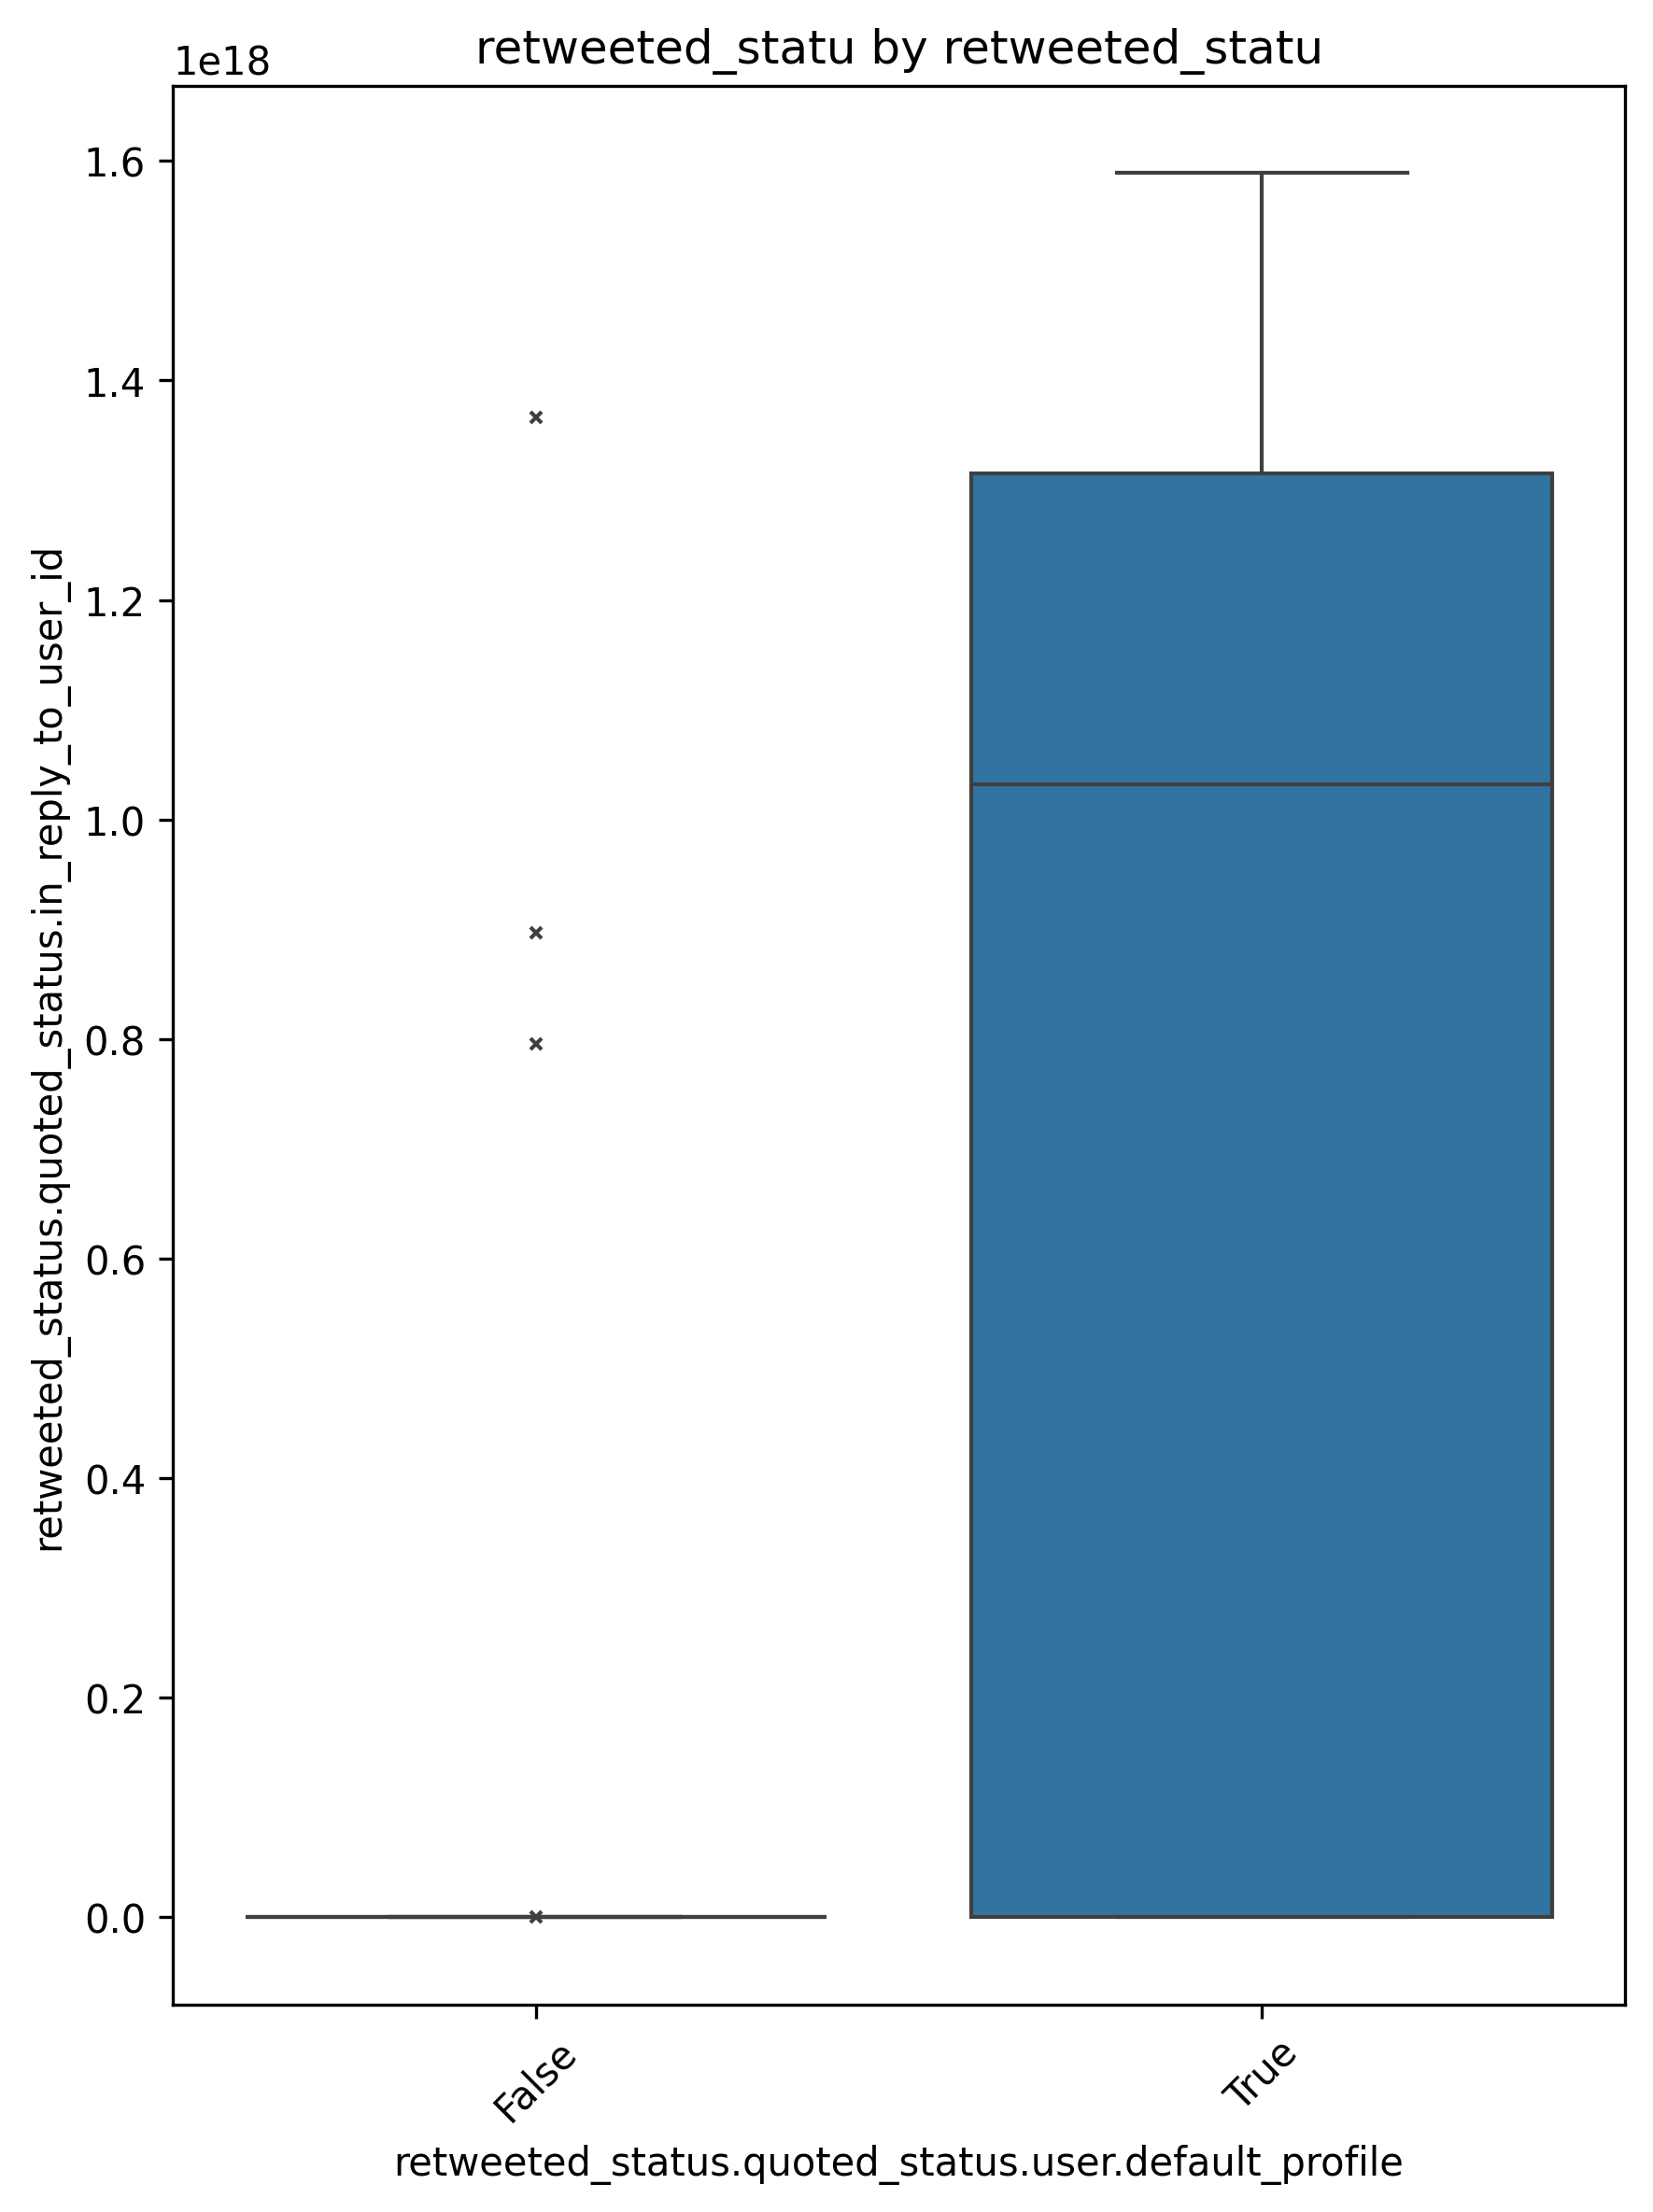 retweeted_statu by retweeted_statu
1e18
1.6
1.4
1.2
1.0
0.8
0.6
0.4
0.2
0.0
retweeted_status.quoted_status.in_reply_to_user_id
False
True
retweeted_status.quoted_status.user.default_profile